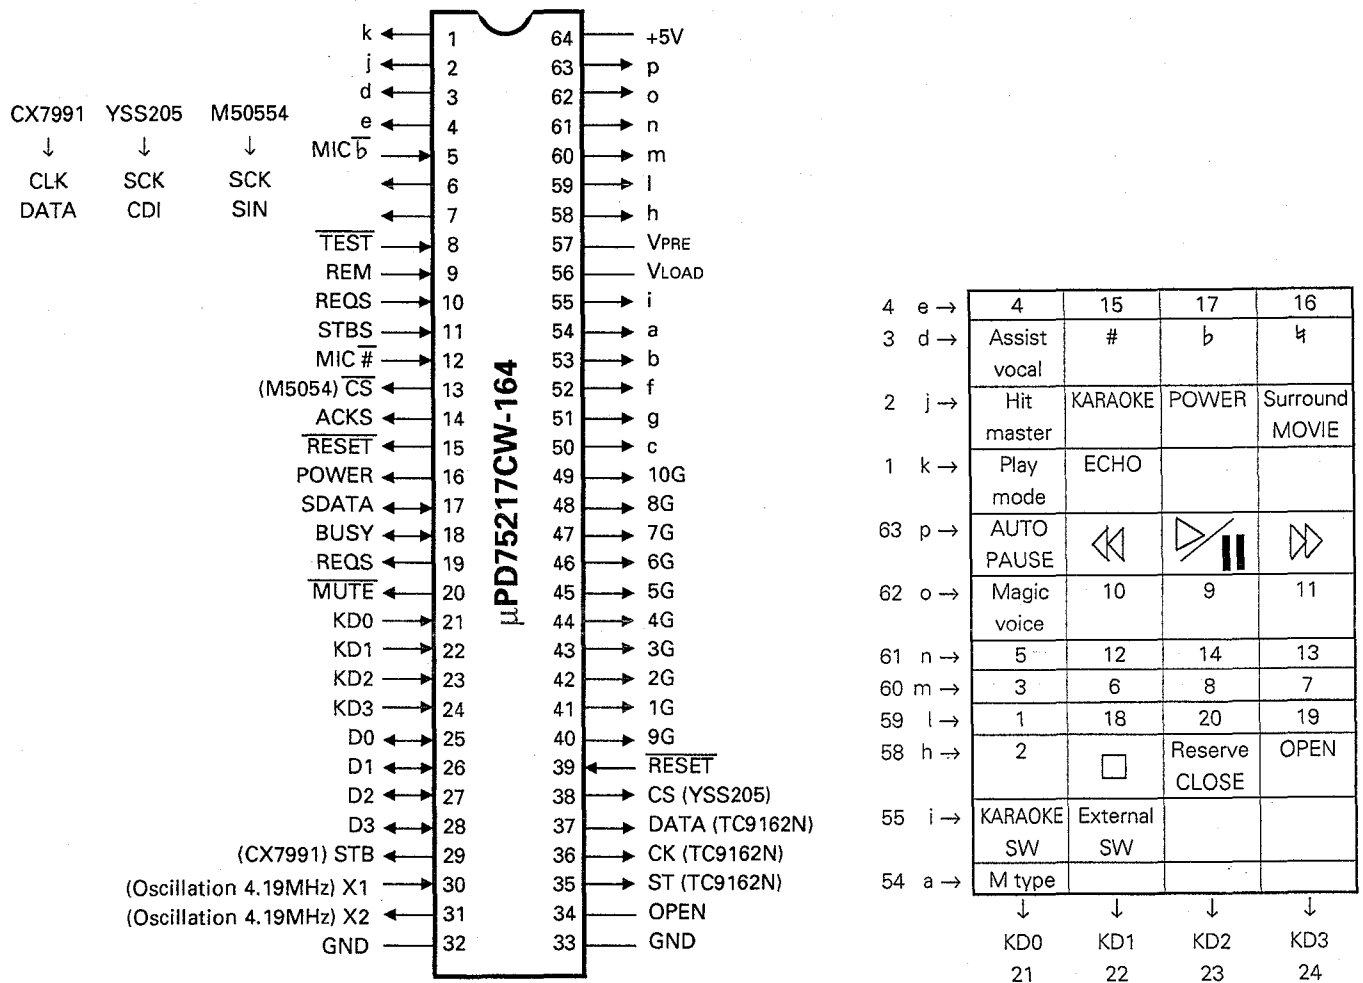 CX7991 YSS205 M50554
↓ ↓ ↓
CLK SCK SCK
DATA CDI SIN
k ← 1
j ← 2
d ← 3
e ← 4
MIC b̅ → 5
← 6
← 7
T̅E̅S̅T̅ → 8
REM → 9
REQS → 10
STBS → 11
MIC #̅ → 12
(M5054) C̅S̅ ← 13
ACKS ← 14
R̅E̅S̅E̅T̅ ← 15
POWER ← 16
SDATA ↔ 17
BUSY ↔ 18
REQS ↔ 19
M̅U̅T̅E̅ ← 20
KD0 → 21
KD1 → 22
KD2 → 23
KD3 → 24
D0 ↔ 25
D1 ↔ 26
D2 ↔ 27
D3 ↔ 28
(CX7991) STB ← 29
(Oscillation 4.19MHz) X1 → 30
(Oscillation 4.19MHz) X2 ← 31
GND 32
μPD75217CW-164
64 +5V
63 → p
62 → o
61 → n
60 → m
59 → l
58 → h
57 VPRE
56 VLOAD
55 → i
54 → a
53 → b
52 → f
51 → g
50 → c
49 → 10G
48 → 8G
47 → 7G
46 → 6G
45 → 5G
44 → 4G
43 → 3G
42 → 2G
41 → 1G
40 → 9G
39 ← R̅E̅S̅E̅T̅
38 → CS (YSS205)
37 → DATA (TC9162N)
36 → CK (TC9162N)
35 → ST (TC9162N)
34 OPEN
33 GND
4 e → 4 15 17 16
3 d → Assist vocal # ♭ ♮
2 j → Hit master KARAOKE POWER Surround MOVIE
1 k → Play mode ECHO
63 p → AUTO PAUSE
62 o → Magic voice 10 9 11
61 n → 5 12 14 13
60 m → 3 6 8 7
59 l → 1 18 20 19
58 h → 2 □ Reserve CLOSE OPEN
55 i → KARAOKE SW External SW
54 a → M type
↓ ↓ ↓ ↓
KD0 KD1 KD2 KD3
21 22 23 24